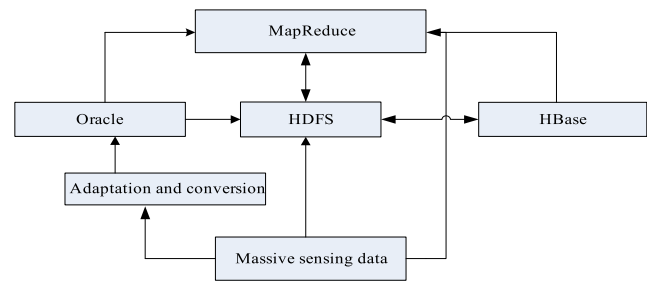 MapReduce
Oracle
HDFS
HBase
Adaptation and conversion
Massive sensing data